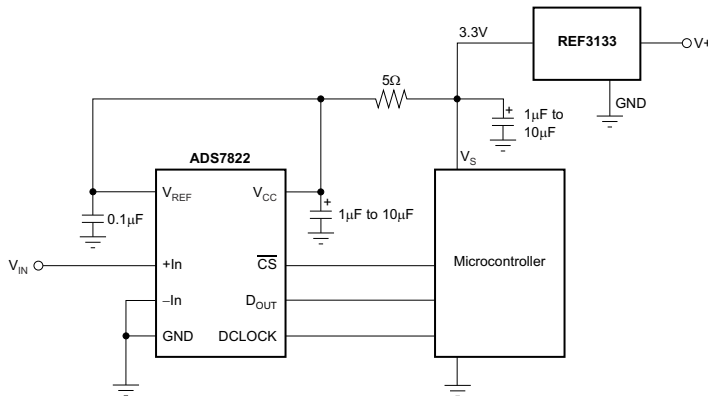 3.3V
REF3133
V+
5Ω
GND
+
1μF to
10μF
ADS7822
V_S
V_REF
V_CC
+
0.1μF
1μF to 10μF
V_IN
+In
C̅S̅
Microcontroller
–In
D_OUT
GND
DCLOCK